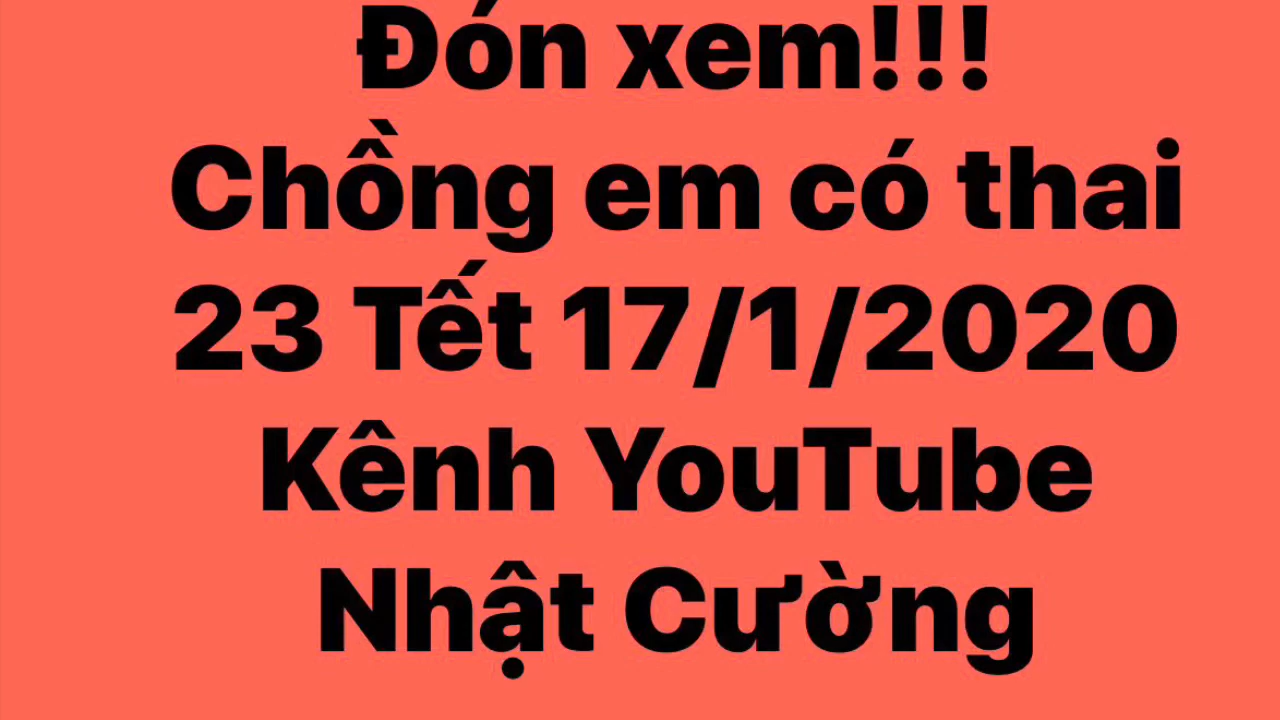 Đón xem!!!
Chồng em có thai
23 Tết 17/1/2020
Kênh YouTube
Nhật Cường